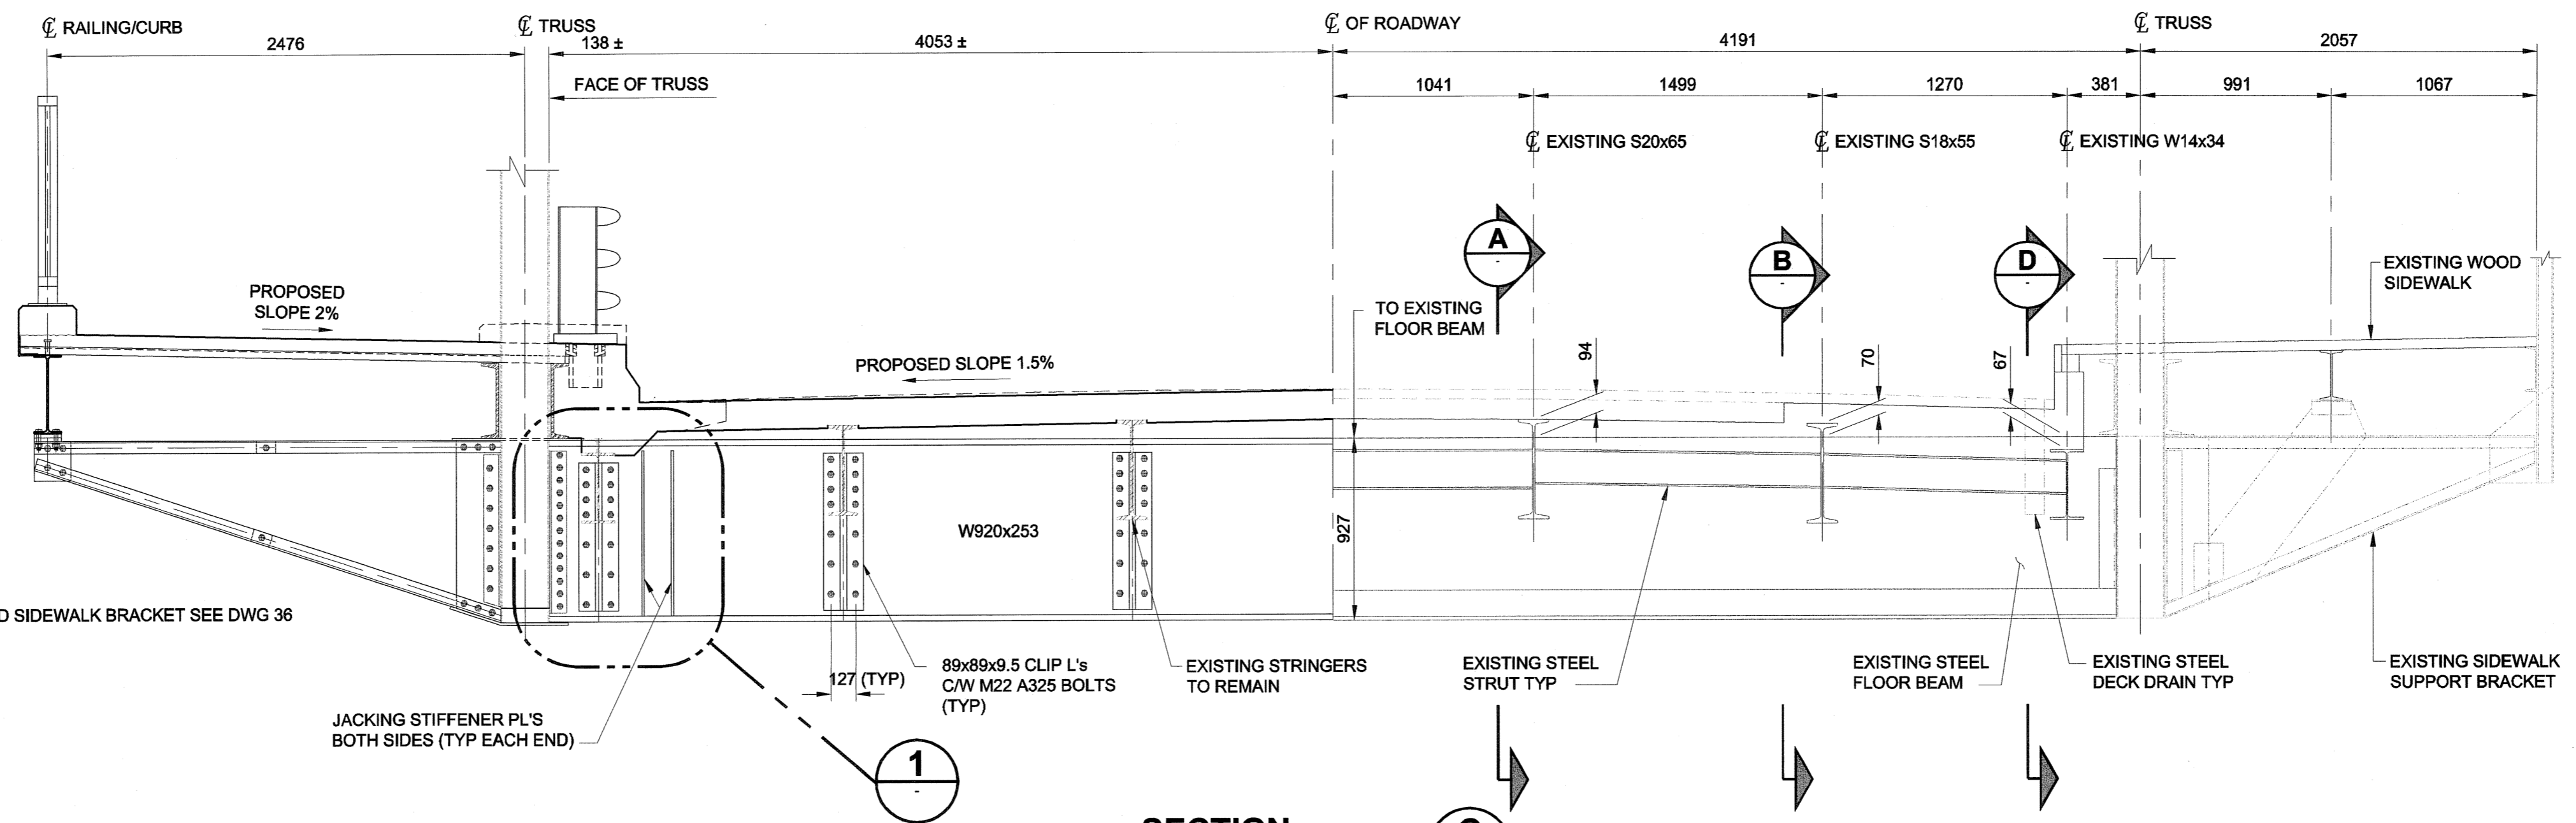 ℄ RAILING/CURB
℄ TRUSS
℄ OF ROADWAY
℄ TRUSS
2476
138 ±
4053 ±
4191
2057
FACE OF TRUSS
1041
1499
1270
381
991
1067
℄ EXISTING S20x65
℄ EXISTING S18x55
℄ EXISTING W14x34
A
-
B
-
D
-
EXISTING WOOD
SIDEWALK
PROPOSED
SLOPE 2%
TO EXISTING
FLOOR BEAM
PROPOSED SLOPE 1.5%
94
70
67
W920x253
927
D SIDEWALK BRACKET SEE DWG 36
127 (TYP)
89x89x9.5 CLIP L's
C/W M22 A325 BOLTS
(TYP)
EXISTING STRINGERS
TO REMAIN
EXISTING STEEL
STRUT TYP
EXISTING STEEL
FLOOR BEAM
EXISTING STEEL
DECK DRAIN TYP
EXISTING SIDEWALK
SUPPORT BRACKET
JACKING STIFFENER PL'S
BOTH SIDES (TYP EACH END)
1
-
SECTION